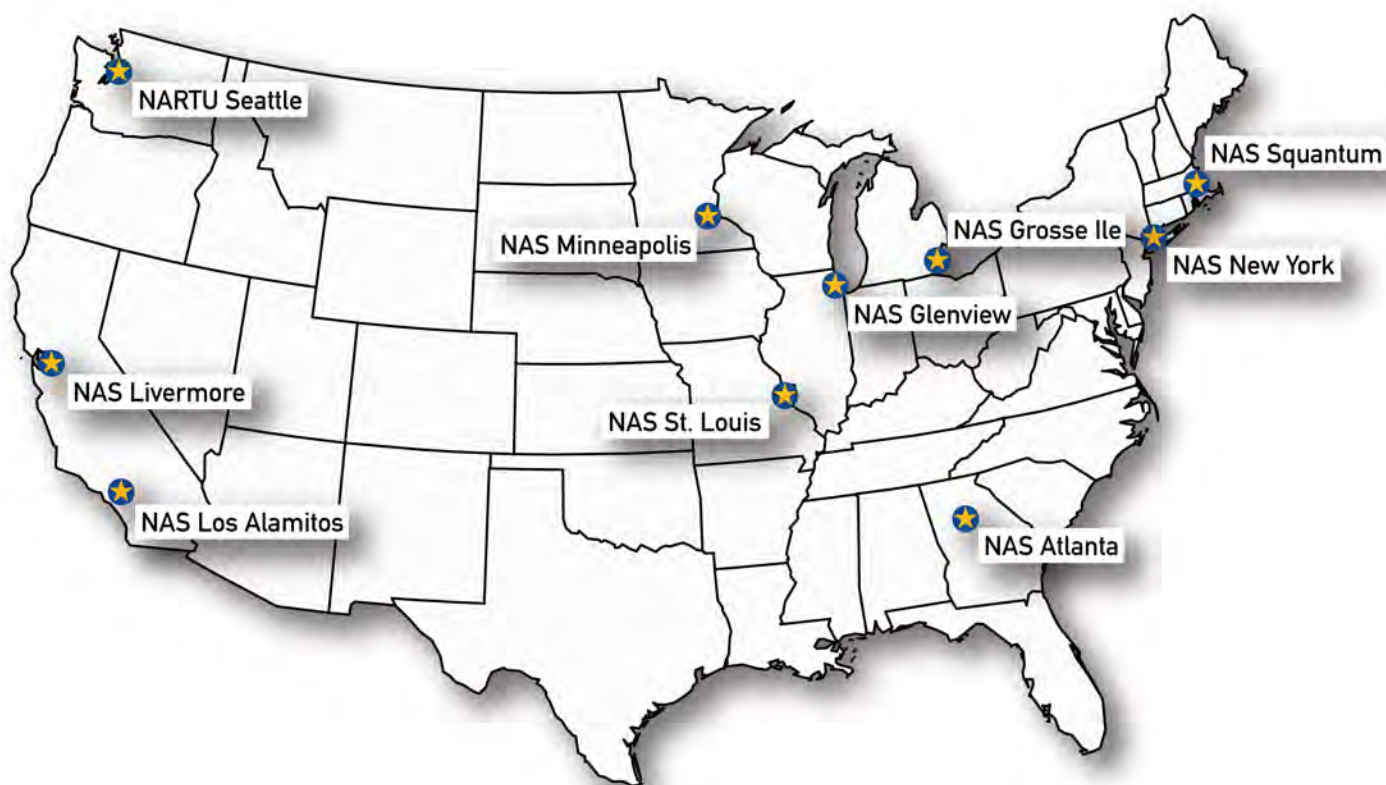 NARTU Seattle
NAS Squantum
NAS Minneapolis
NAS Grosse Ile
NAS New York
NAS Glenview
NAS Livermore
NAS St. Louis
NAS Los Alamitos
NAS Atlanta